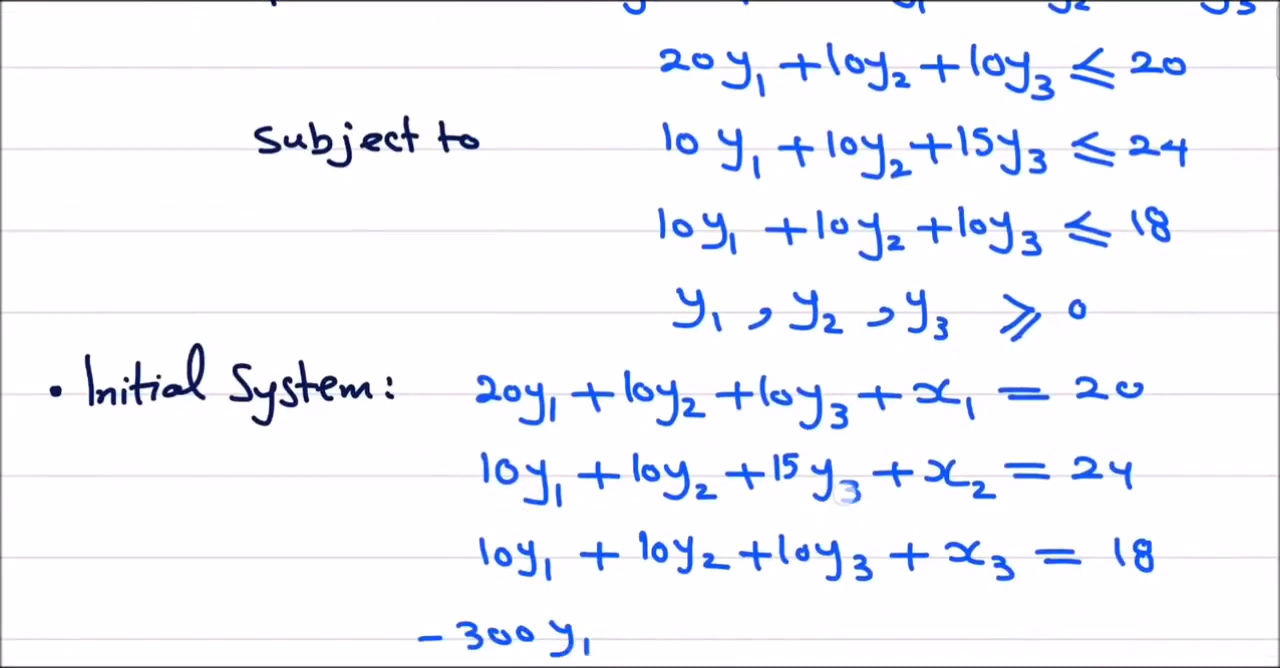 20y₁ + 10y₂ + 10y₃ ≤ 20
Subject to 10y₁ + 10y₂ + 15y₃ ≤ 24
10y₁ + 10y₂ + 10y₃ ≤ 18
y₁, y₂, y₃ ≥ 0
• Initial System: 20y₁ + 10y₂ + 10y₃ + x₁ = 20
10y₁ + 10y₂ + 15y₃ + x₂ = 24
10y₁ + 10y₂ + 10y₃ + x₃ = 18
- 300y₁